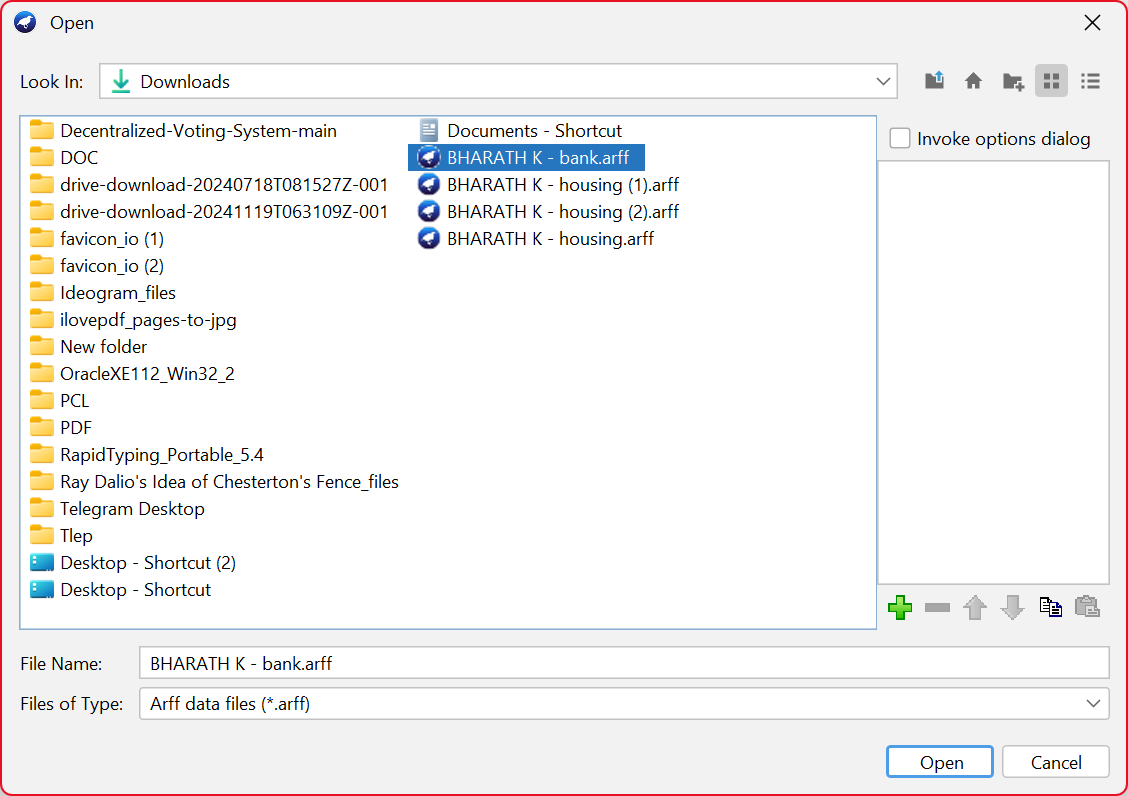 Open
Look In:
Downloads
Decentralized-Voting-System-main
DOC
drive-download-20240718T081527Z-001
drive-download-20241119T063109Z-001
favicon_io (1)
favicon_io (2)
Ideogram_files
ilovepdf_pages-to-jpg
New folder
OracleXE112_Win32_2
PCL
PDF
RapidTyping_Portable_5.4
Ray Dalio's Idea of Chesterton's Fence_files
Telegram Desktop
Tlep
Desktop - Shortcut (2)
Desktop - Shortcut
Documents - Shortcut
BHARATH K - bank.arff
BHARATH K - housing (1).arff
BHARATH K - housing (2).arff
BHARATH K - housing.arff
Invoke options dialog
File Name:
BHARATH K - bank.arff
Files of Type:
Arff data files (*.arff)
Open
Cancel